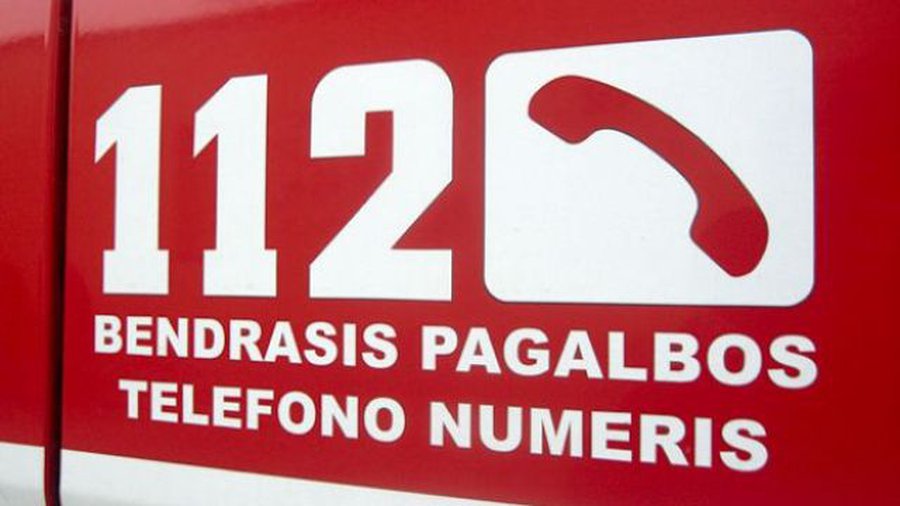 112
BENDRASIS PAGALBOS
TELEFONO NUMERIS